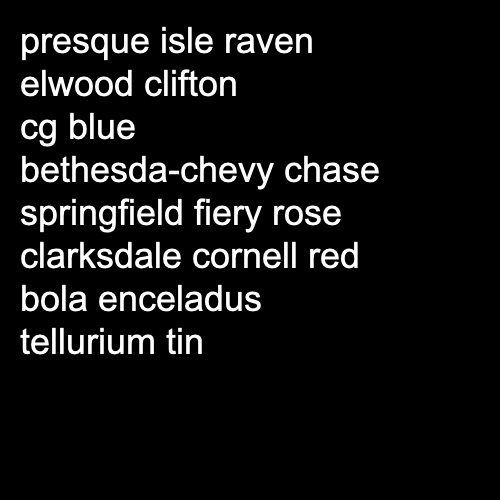 presque isle raven
elwood clifton
cg blue
bethesda-chevy chase
springfield fiery rose
clarksdale cornell red
bola enceladus
tellurium tin